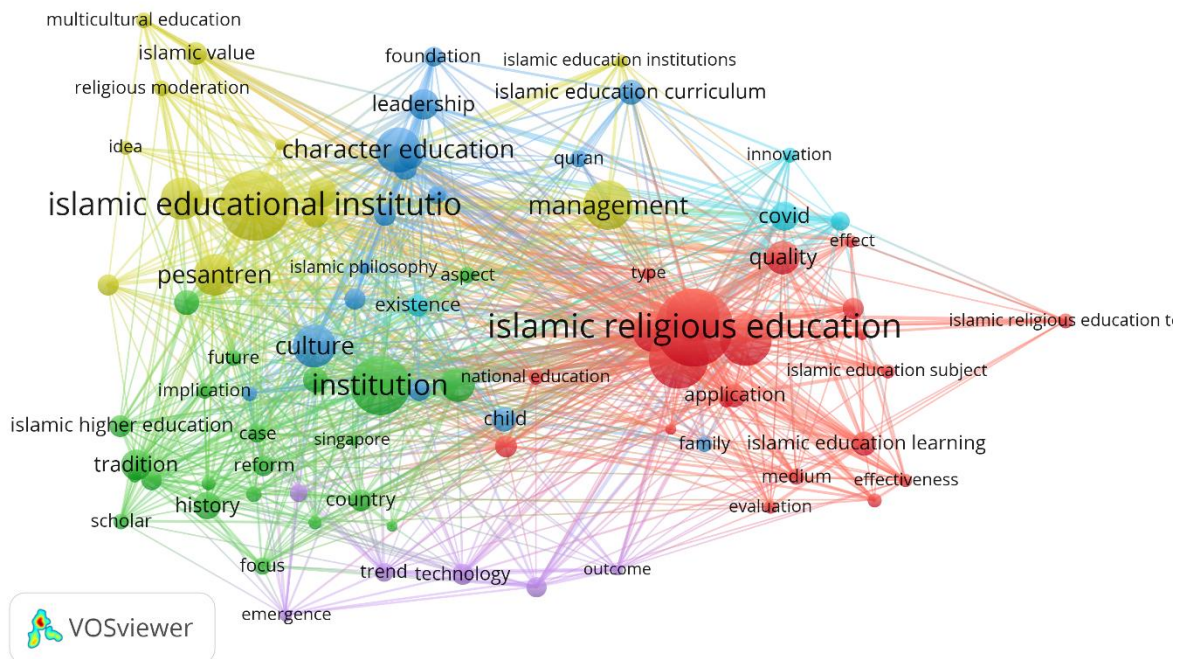 multicultural education
islamic value
foundation
islamic education institutions
religious moderation
leadership
islamic education curriculum
idea
character education
quran
innovation
islamic educational institutio
management
covid
effect
pesantren
islamic philosophy
aspect
type
quality
existence
islamic religious education
islamic religious education te
culture
future
institution
national education
islamic education subject
implication
application
islamic higher education
case
singapore
child
family
islamic education learning
tradition
reform
medium
effectiveness
history
country
evaluation
scholar
focus
trend
technology
outcome
emergence
VOSviewer